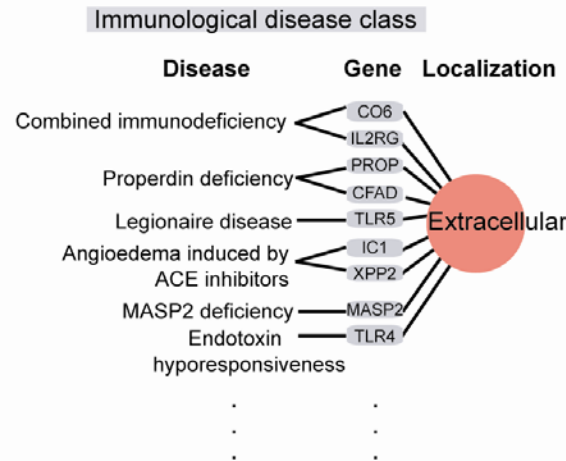 Immunological disease class
Disease Gene Localization
CO6
Combined immunodeficiency
IL2RG
PROP
Properdin deficiency
CFAD
Legionaire disease TLR5 Extracellular
IC1
Angioedema induced by
ACE inhibitors
XPP2
MASP2 deficiency MASP2
Endotoxin TLR4
hyporesponsiveness